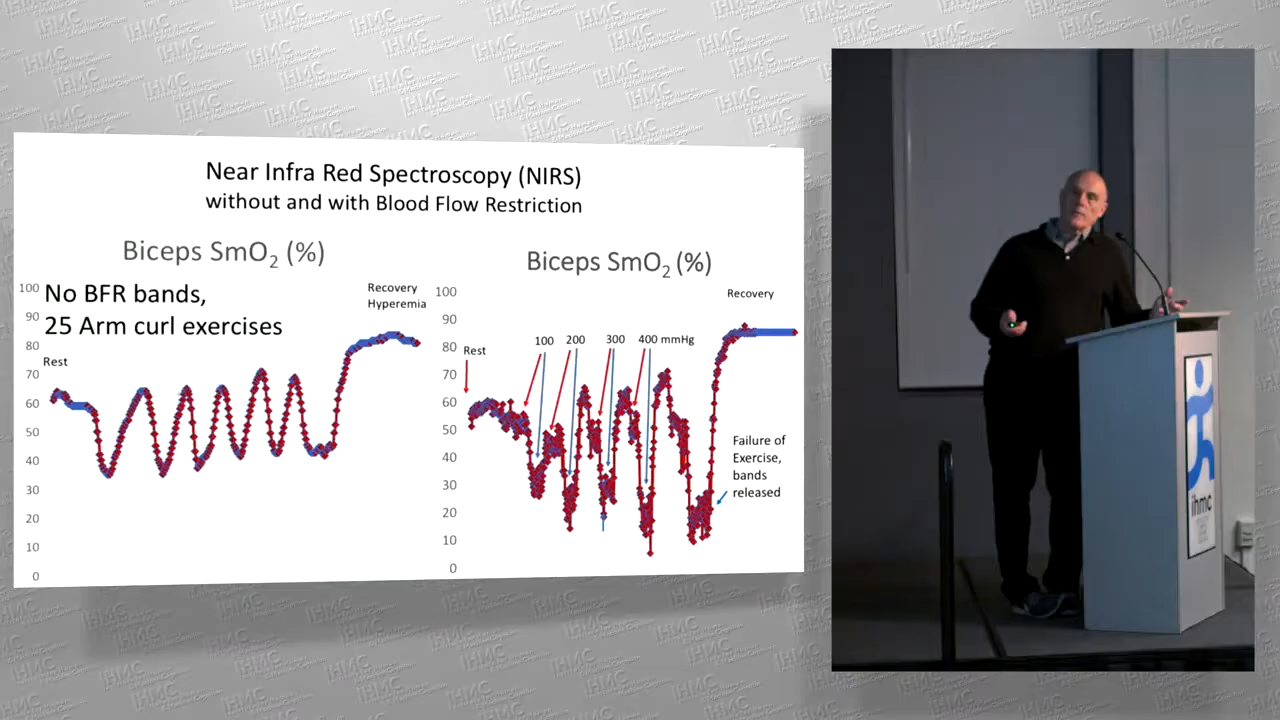 Near Infra Red Spectroscopy (NIRS)
without and with Blood Flow Restriction
Biceps SmO2 (%)
No BFR bands,
25 Arm curl exercises
Recovery
Hyperemia
Rest
100
90
80
70
60
50
40
30
20
10
0
Biceps SmO2 (%)
Recovery
100 200 300 400 mmHg
Rest
Failure of
Exercise,
bands
released
100
90
80
70
60
50
40
30
20
10
0
ihmc
IHMC